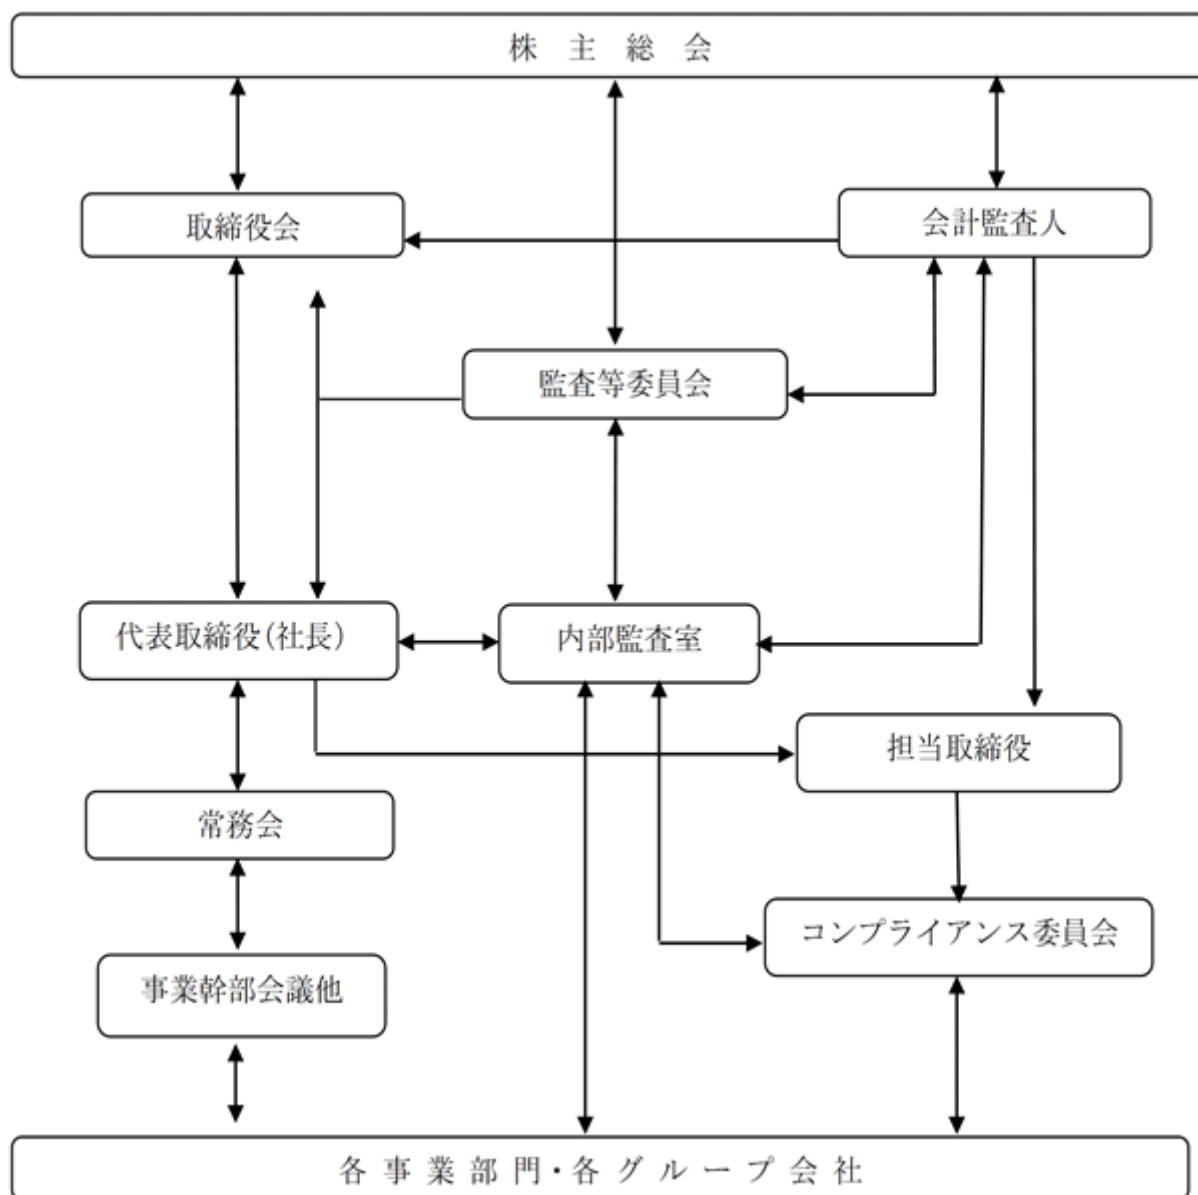 株主総会
取締役会
会計監査人
監査等委員会
代表取締役(社長)
内部監査室
担当取締役
常務会
コンプライアンス委員会
事業幹部会議他
各事業部門・各グループ会社